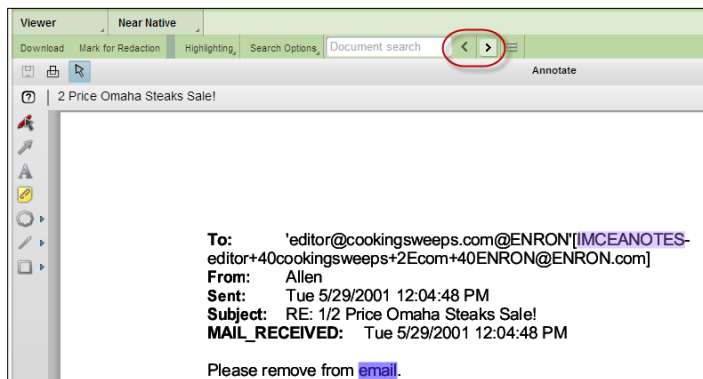 Viewer Near Native
Download Mark for Redaction Highlighting Search Options Document search
Annotate
2 Price Omaha Steaks Sale!
A
To: 'editor@cookingsweeps.com@ENRON'[IMCEANOTES-
editor+40cookingsweeps+2Ecom+40ENRON@ENRON.com]
From: Allen
Sent: Tue 5/29/2001 12:04:48 PM
Subject: RE: 1/2 Price Omaha Steaks Sale!
MAIL_RECEIVED: Tue 5/29/2001 12:04:48 PM
Please remove from email.